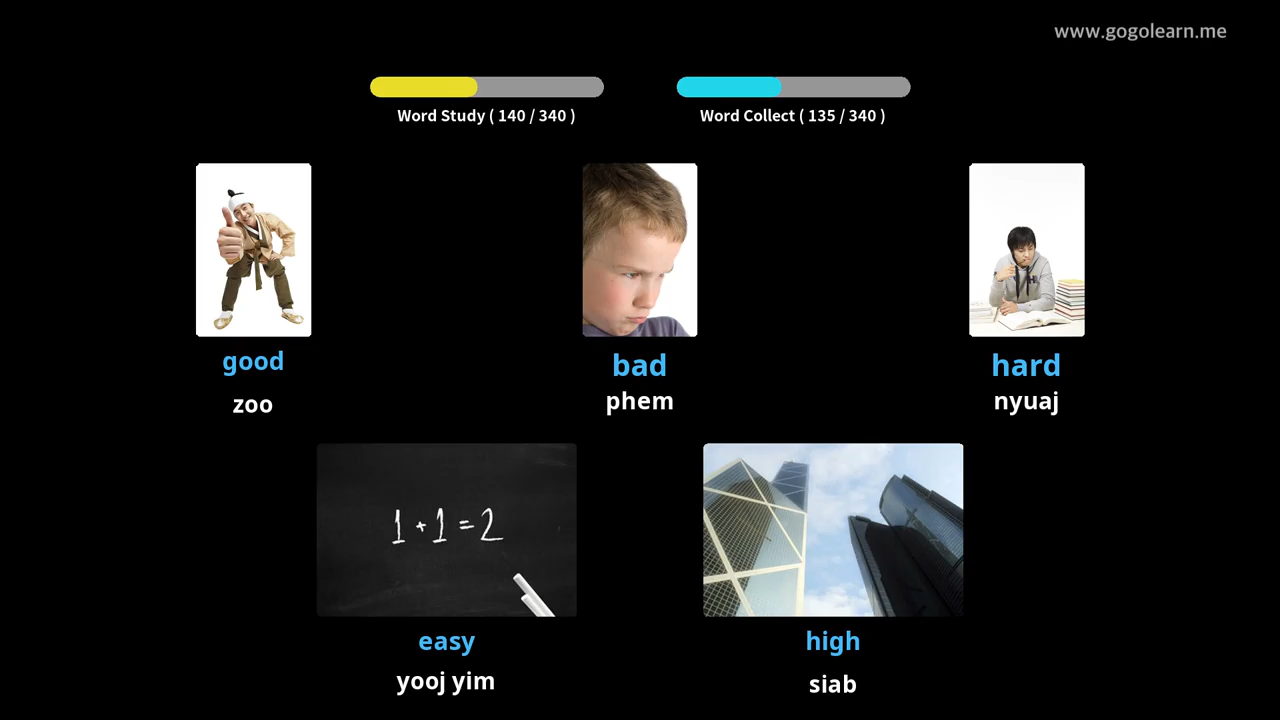 www.gogolearn.me
Word Study ( 140 / 340 )
Word Collect ( 135 / 340 )
good
zoo
bad
phem
hard
nyuaj
1 + 1 = 2
easy
yooj yim
high
siab